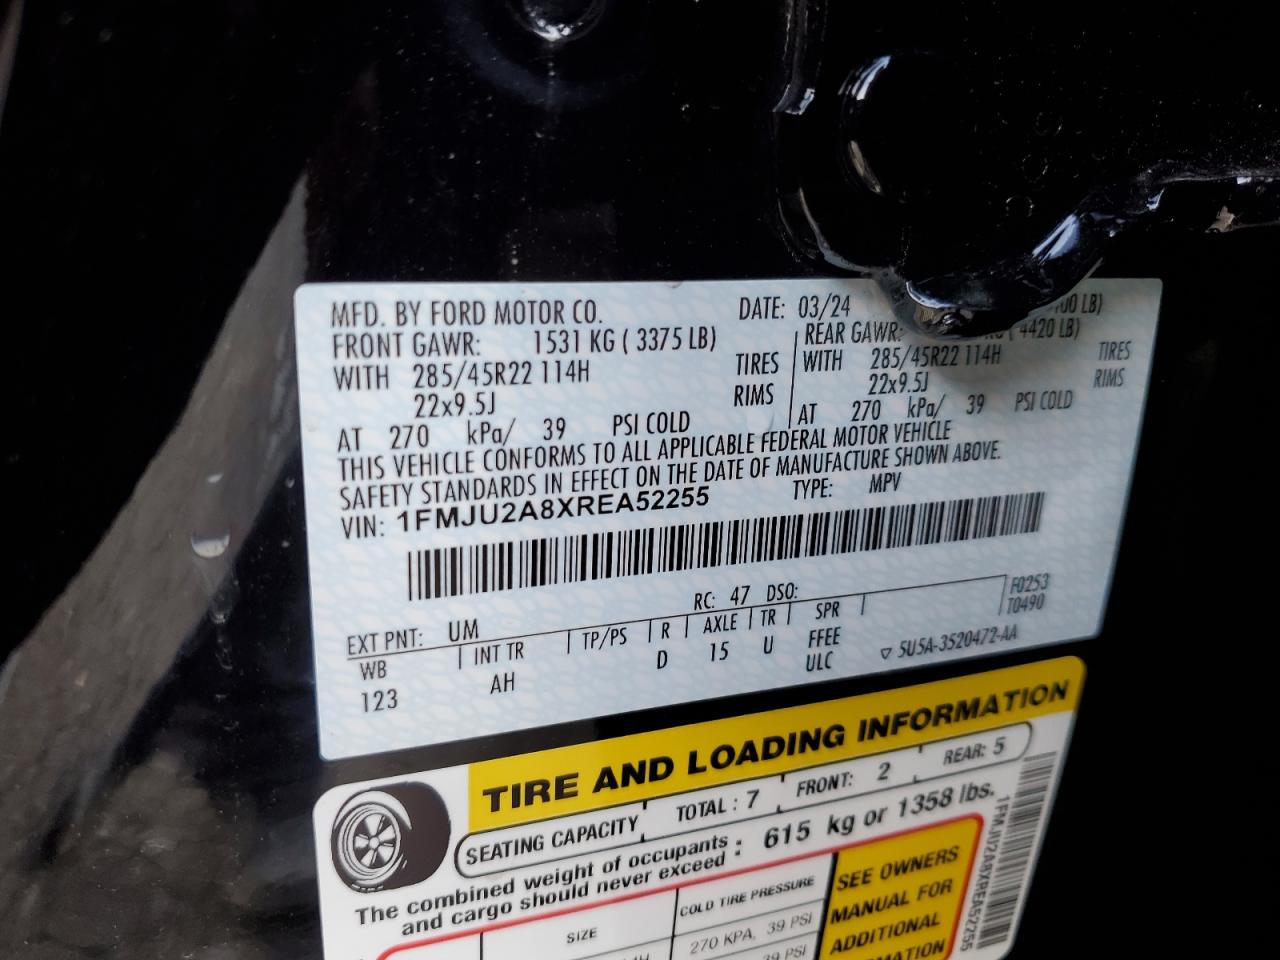 MFD. BY FORD MOTOR CO. DATE: 03/24
FRONT GAWR: 1531 KG ( 3375 LB) REAR GAWR: 4420 LB)
WITH 285/45R22 114H TIRES WITH 285/45R22 114H TIRES
22x9.5J RIMS 22x9.5J RIMS
AT 270 kPa/ 39 PSI COLD AT 270 kPa/ 39 PSI COLD
THIS VEHICLE CONFORMS TO ALL APPLICABLE FEDERAL MOTOR VEHICLE
SAFETY STANDARDS IN EFFECT ON THE DATE OF MANUFACTURE SHOWN ABOVE.
VIN: 1FMJU2A8XREA52255 TYPE: MPV
EXT PNT: UM RC: 47 DSO: F0253
T0490
WB INT TR TP/PS R AXLE TR SPR
123 AH D 15 U FFEE
ULC
▽ 5U5A-3520472-AA
TIRE AND LOADING INFORMATION
SEATING CAPACITY TOTAL : 7 FRONT: 2 REAR: 5
The combined weight of occupants
and cargo should never exceed : 615 kg or 1358 lbs.
SIZE COLD TIRE PRESSURE
270 KPA, 39 PSI
39 PSI
SEE OWNERS
MANUAL FOR
ADDITIONAL
1FMJU2A8XREA52255